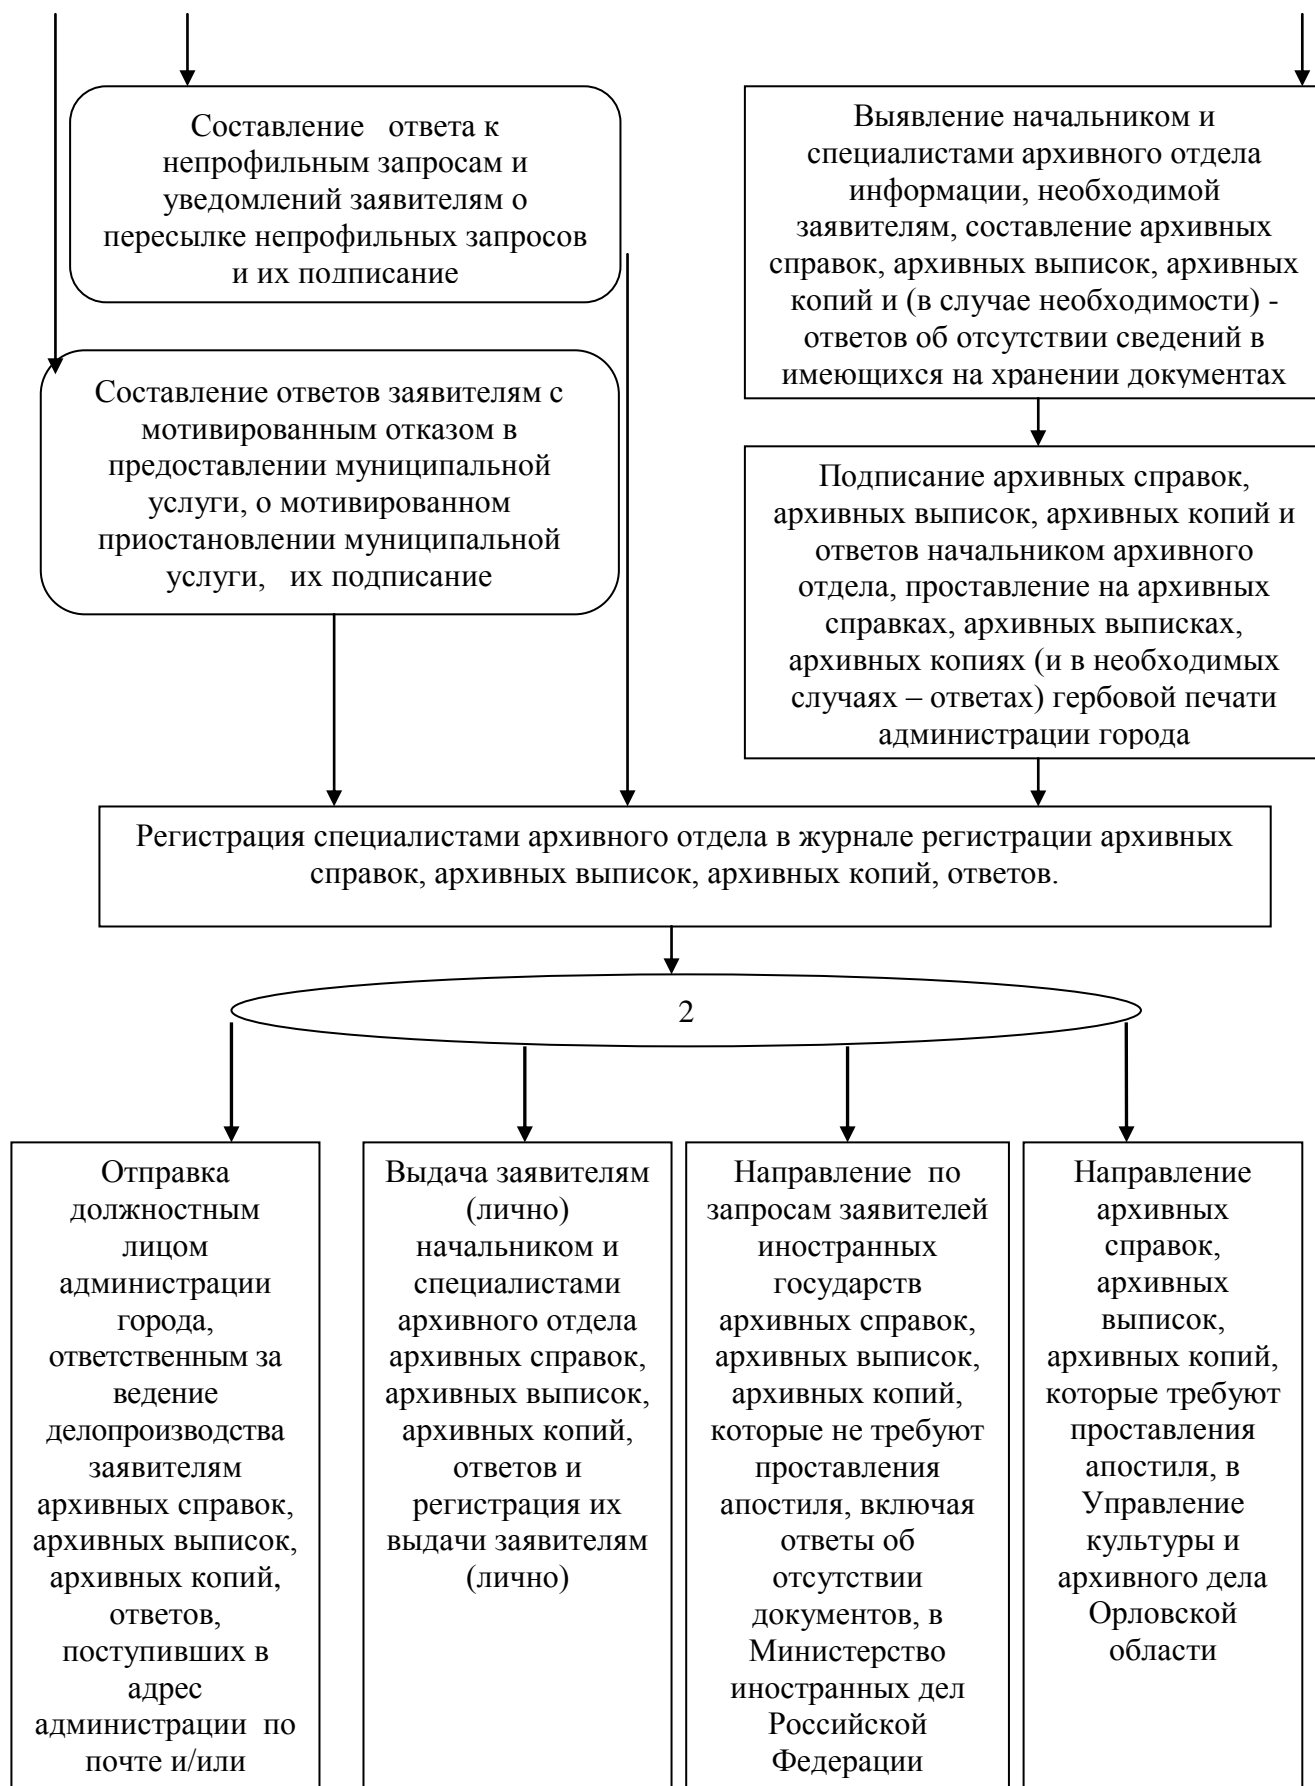 Составление ответа к
непрофильным запросам и
уведомлений заявителям о
пересылке непрофильных запросов
и их подписание
Выявление начальником и
специалистами архивного отдела
информации, необходимой
заявителям, составление архивных
справок, архивных выписок, архивных
копий и (в случае необходимости) -
ответов об отсутствии сведений в
имеющихся на хранении документах
Составление ответов заявителям с
мотивированным отказом в
предоставлении муниципальной
услуги, о мотивированном
приостановлении муниципальной
услуги, их подписание
Подписание архивных справок,
архивных выписок, архивных копий и
ответов начальником архивного
отдела, проставление на архивных
справках, архивных выписках,
архивных копиях (и в необходимых
случаях – ответах) гербовой печати
администрации города
Регистрация специалистами архивного отдела в журнале регистрации архивных
справок, архивных выписок, архивных копий, ответов.
2
Отправка
должностным
лицом
администрации
города,
ответственным за
ведение
делопроизводства
заявителям
архивных справок,
архивных выписок,
архивных копий,
ответов,
поступивших в
адрес
администрации по
почте и/или
Выдача заявителям
(лично)
начальником и
специалистами
архивного отдела
архивных справок,
архивных выписок,
архивных копий,
ответов и
регистрация их
выдачи заявителям
(лично)
Направление по
запросам заявителей
иностранных
государств
архивных справок,
архивных выписок,
архивных копий,
которые не требуют
проставления
апостиля, включая
ответы об
отсутствии
документов, в
Министерство
иностранных дел
Российской
Федерации
Направление
архивных
справок,
архивных
выписок,
архивных копий,
которые требуют
проставления
апостиля, в
Управление
культуры и
архивного дела
Орловской
области